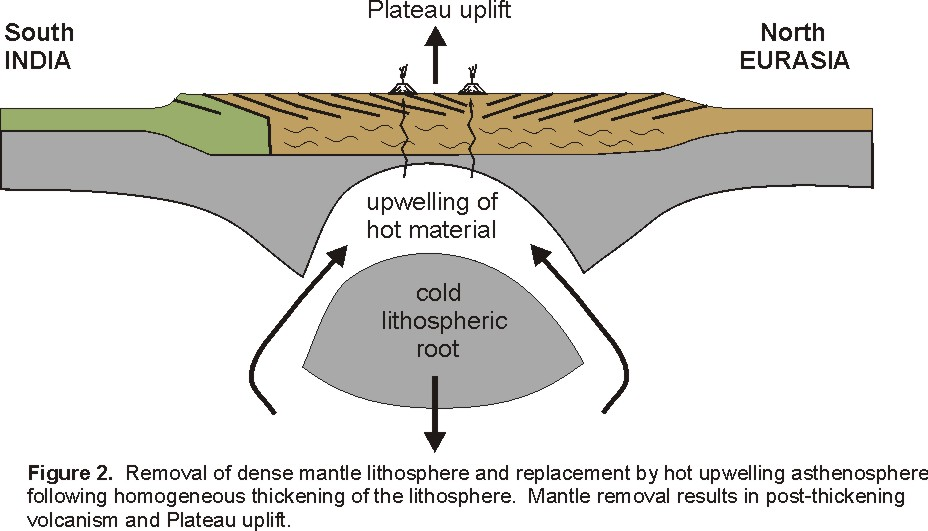 Plateau uplift
South
INDIA
North
EURASIA
upwelling of
hot material
cold
lithospheric
root
Figure 2.  Removal of dense mantle lithosphere and replacement by hot upwelling asthenosphere
following homogeneous thickening of the lithosphere.  Mantle removal results in post-thickening
volcanism and Plateau uplift.